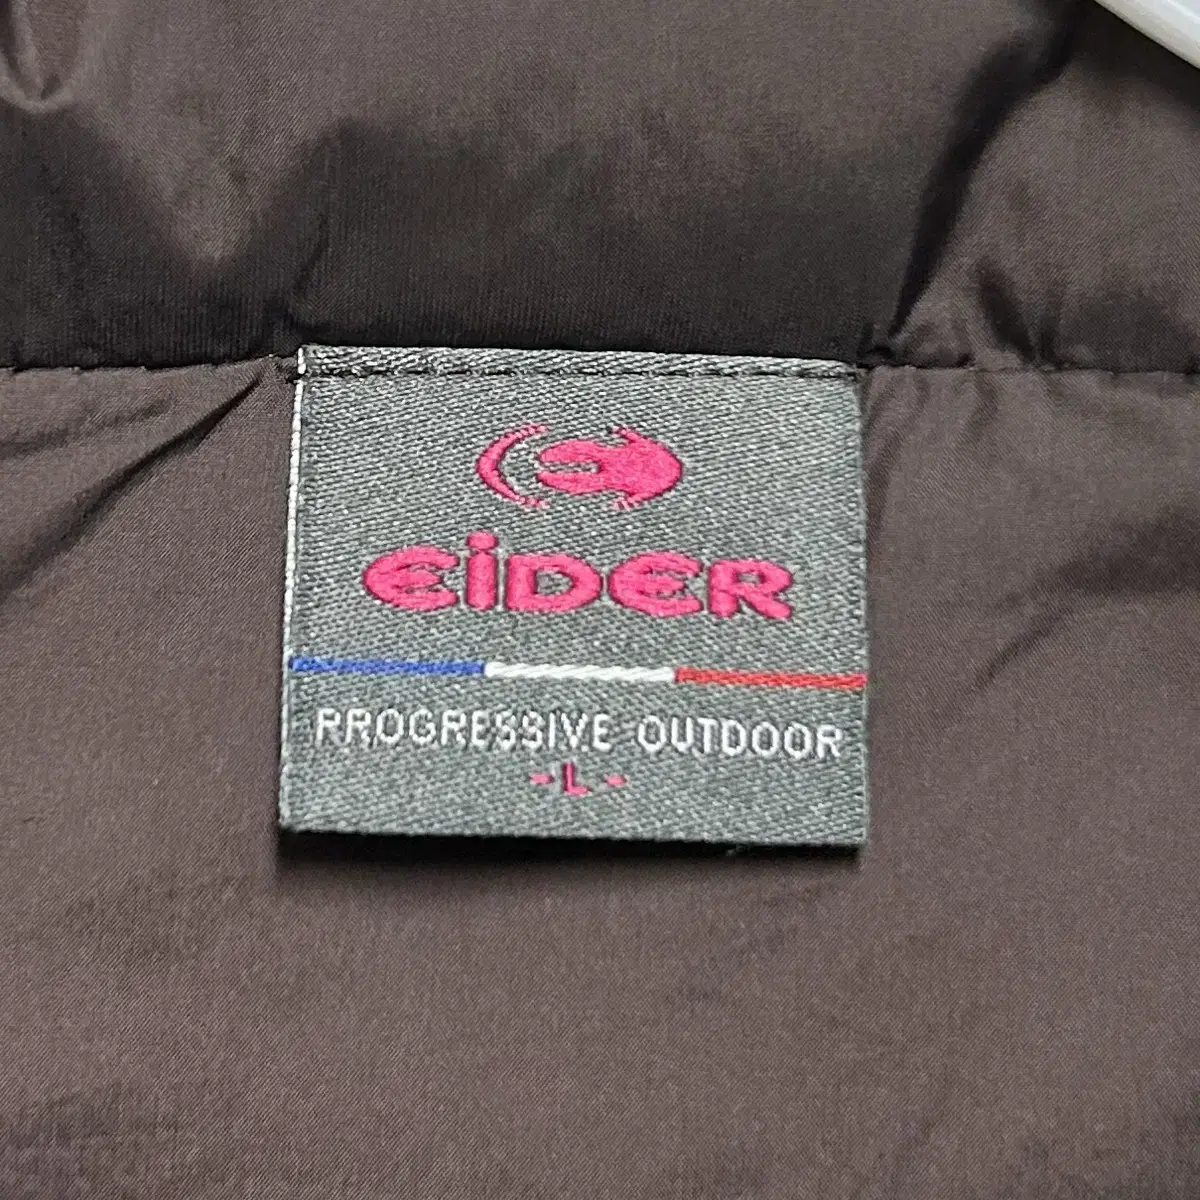 EiDER
PROGRESSIVE OUTDOOR
- L -